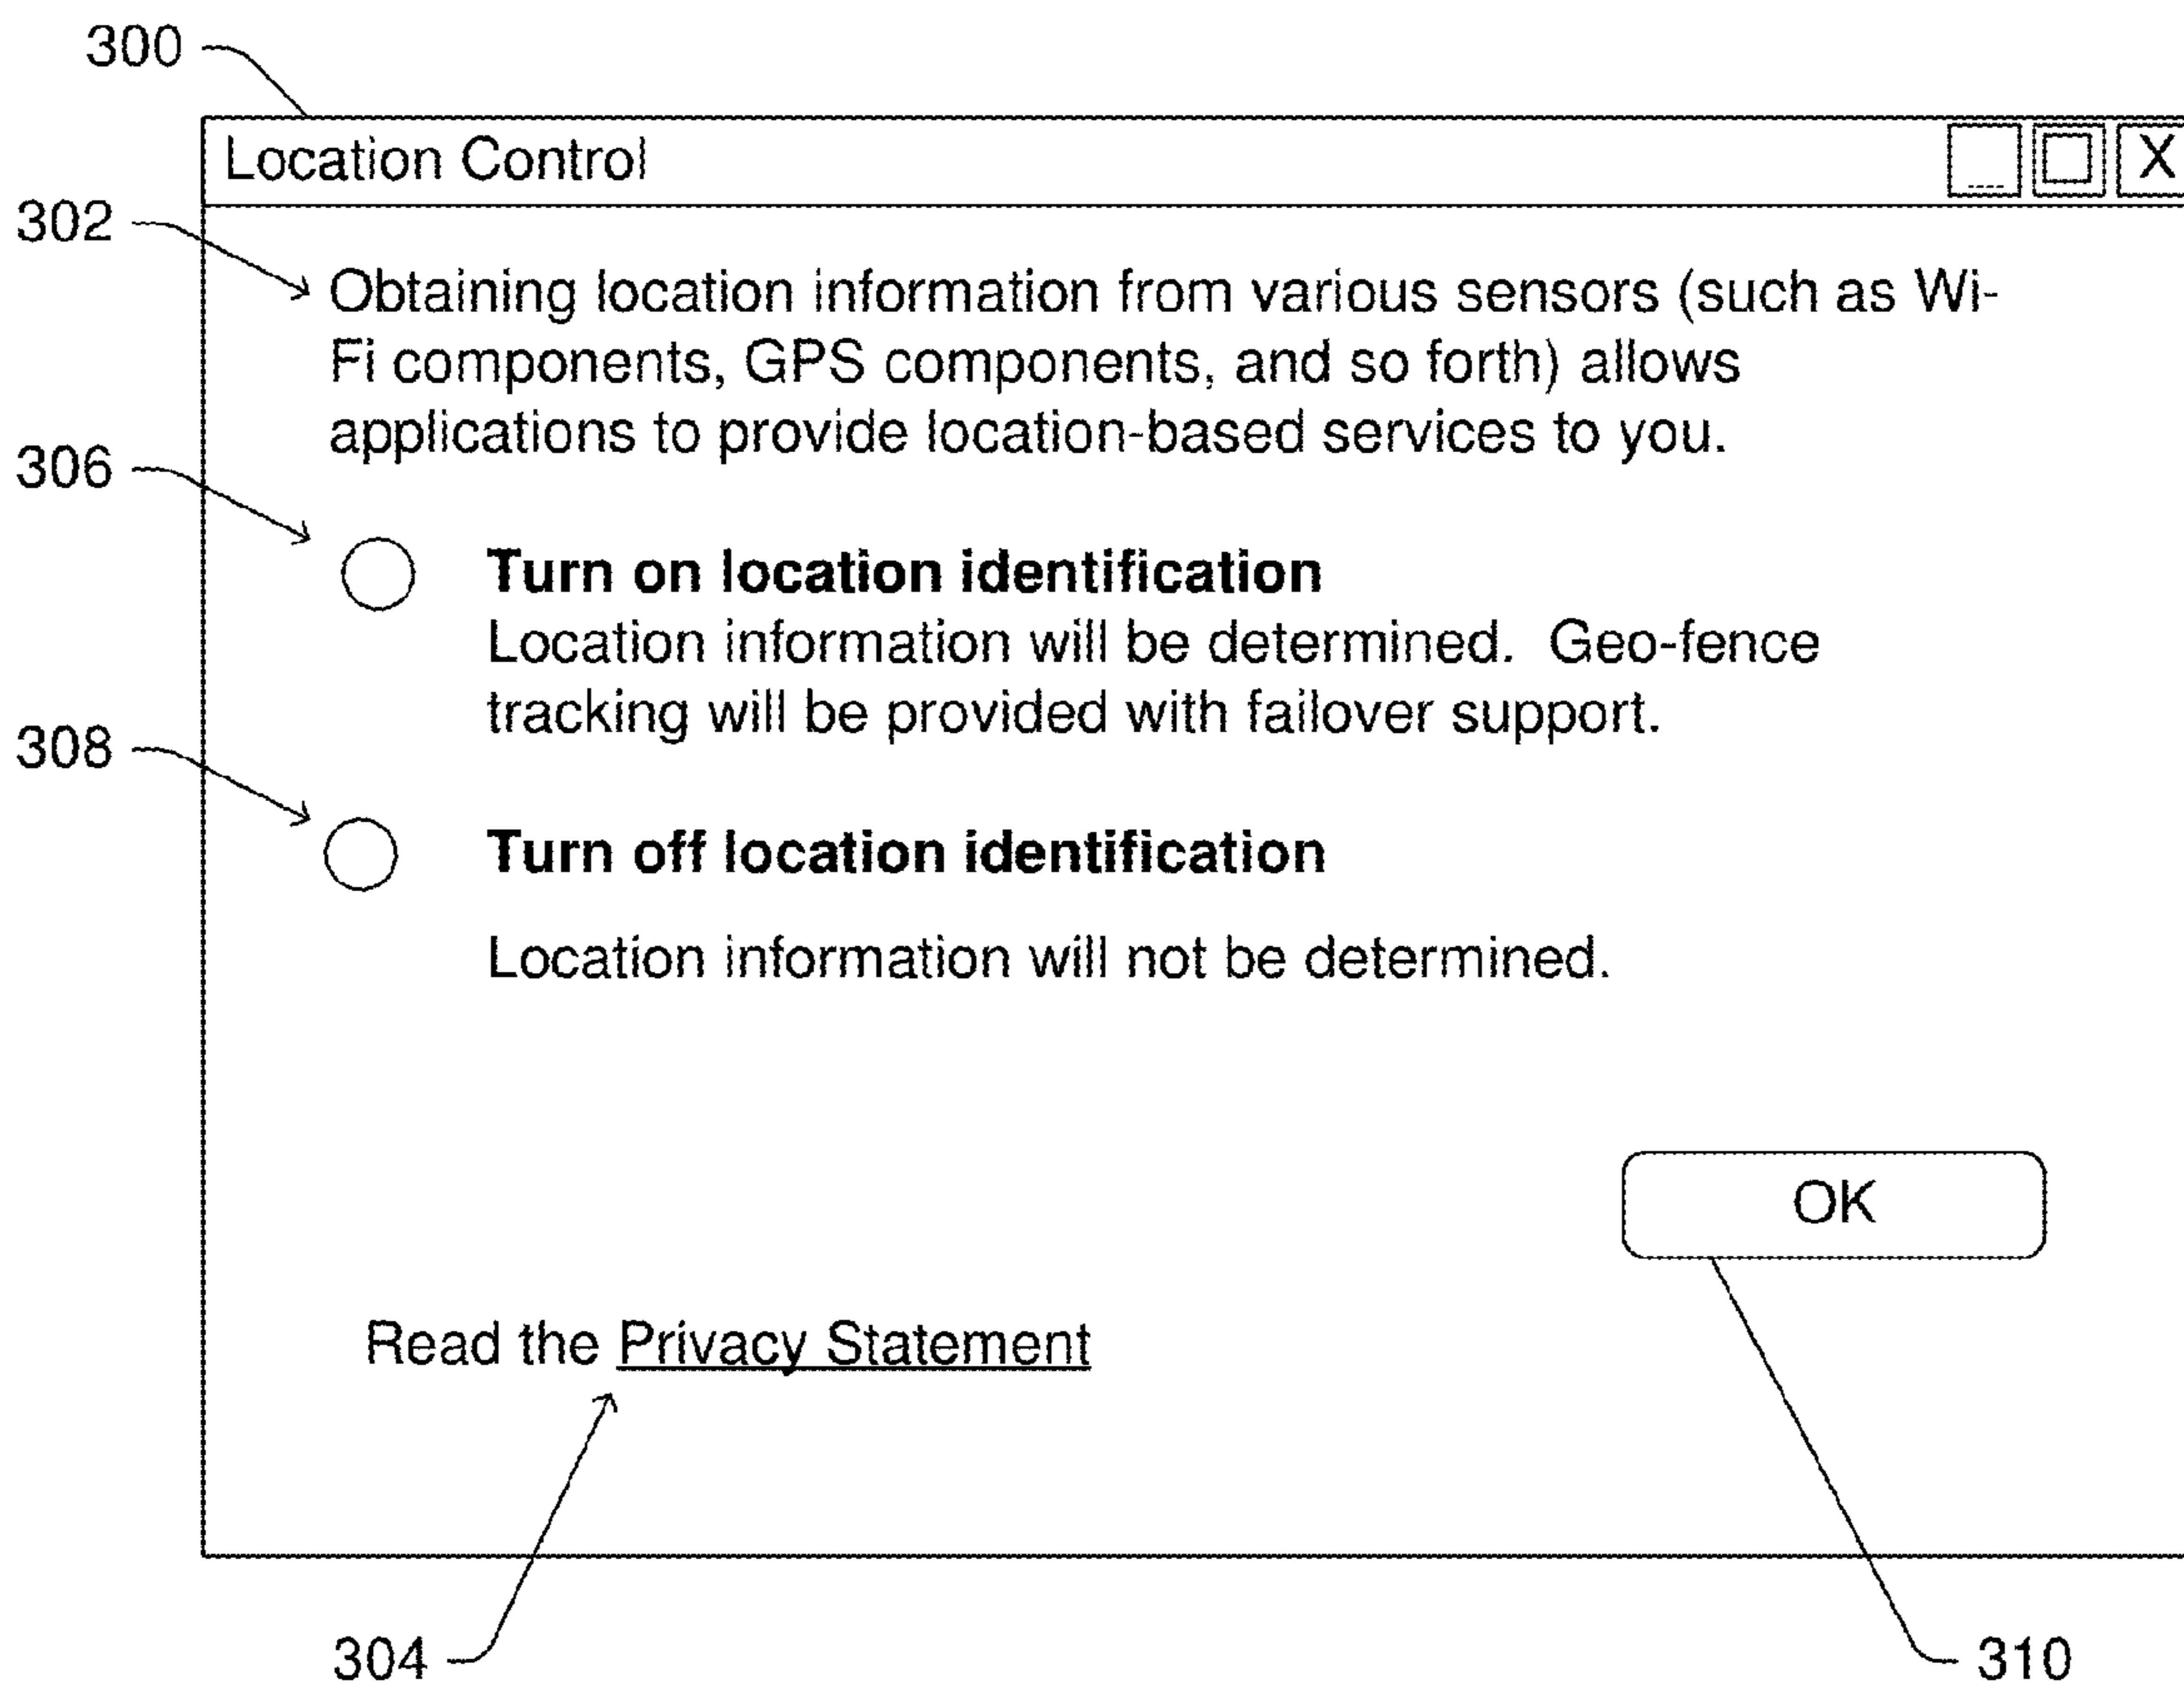 300
Location Control
X
302
Obtaining location information from various sensors (such as Wi-
Fi components, GPS components, and so forth) allows
applications to provide location-based services to you.
306
Turn on location identification
Location information will be determined.  Geo-fence
tracking will be provided with failover support.
308
Turn off location identification
Location information will not be determined.
OK
Read the Privacy Statement
304
310